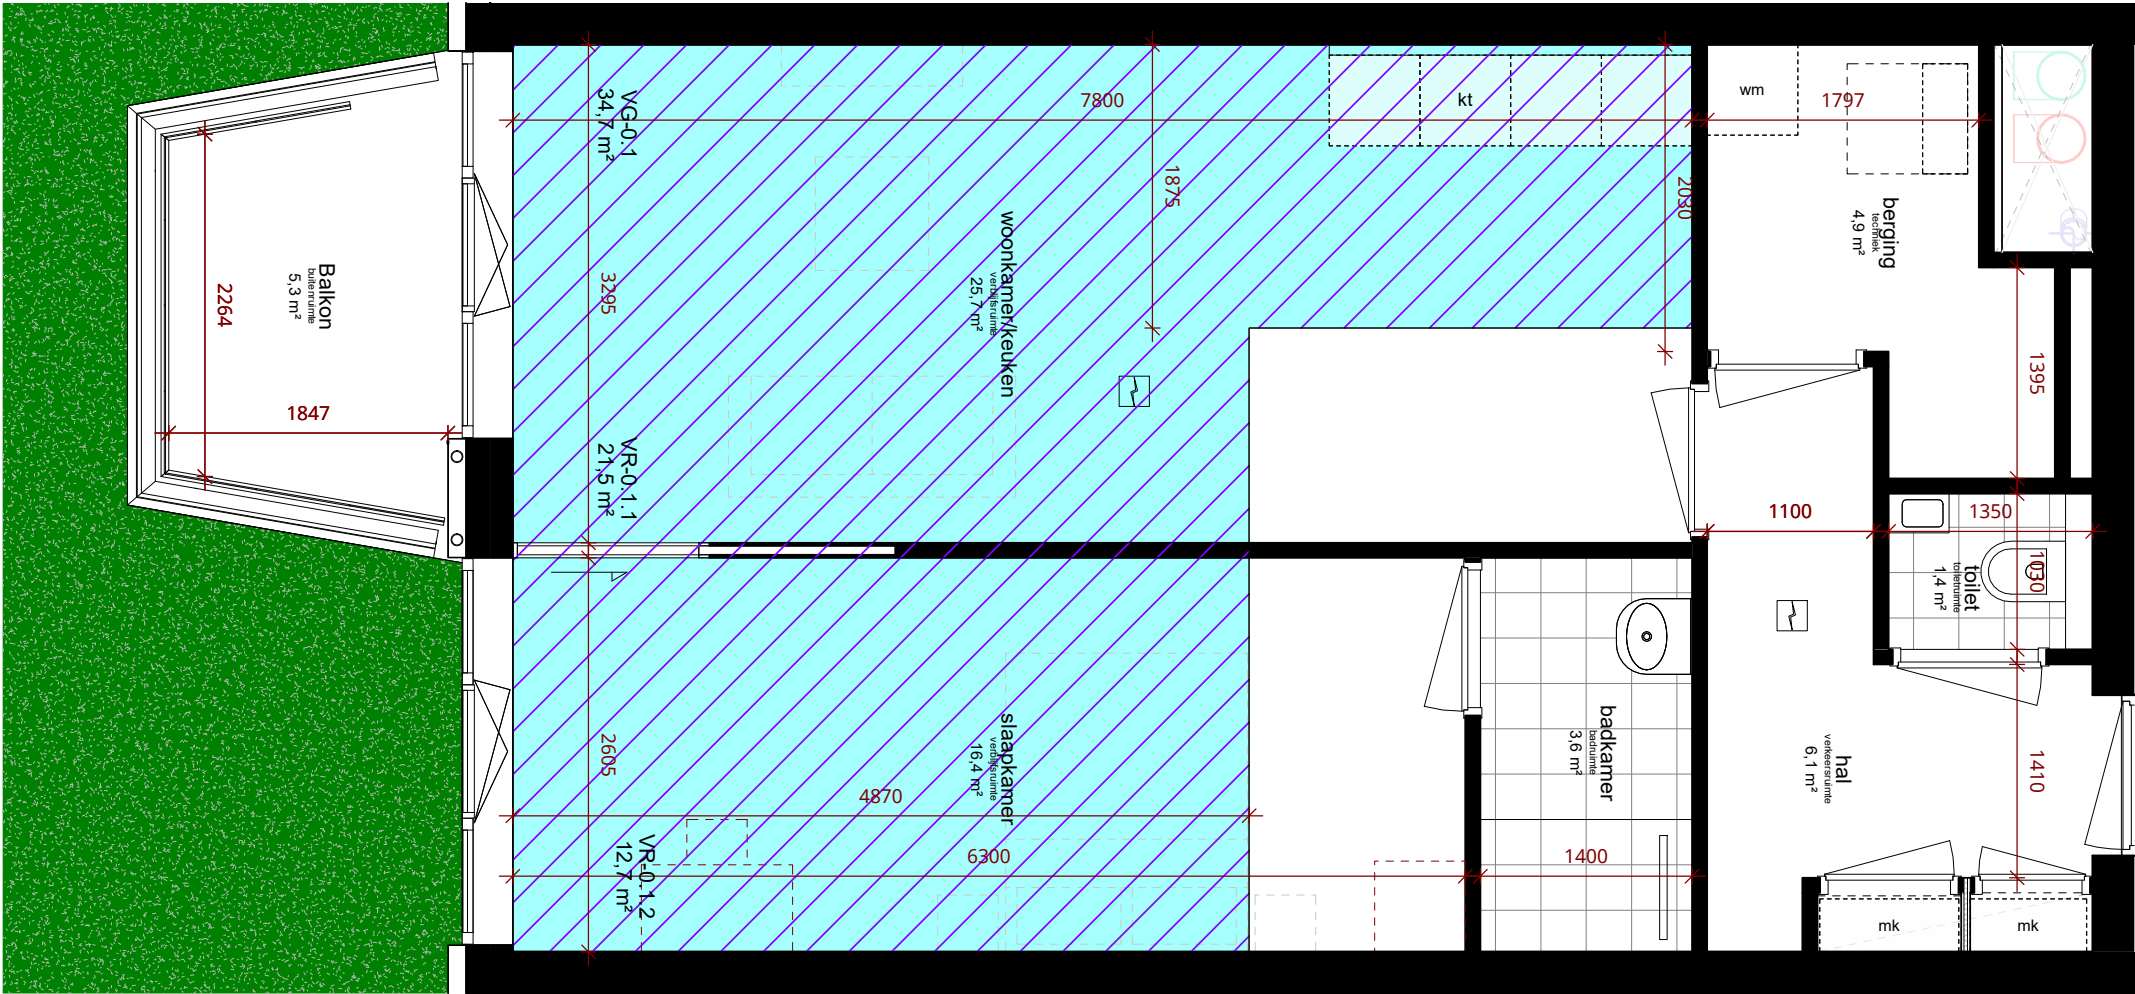 VG-0.1
34,7 m²
7800
kt
wm
1797
1875
2030
berging
techniek
4,9 m²
woonkamer/keuken
verblijfsruimte
25,7 m²
Balkon
buitenruimte
5,3 m²
2264
3295
1847
1395
VR-0.1.1
21,5 m²
1100
1350
toilet
toiletruimte
1,4 m²
1030
slaapkamer
verblijfsruimte
16,4 m²
2605
badkamer
badruimte
3,6 m²
hal
verkeersruimte
6,1 m²
1410
4870
6300
1400
VR-0.1.2
12,7 m²
mk
mk